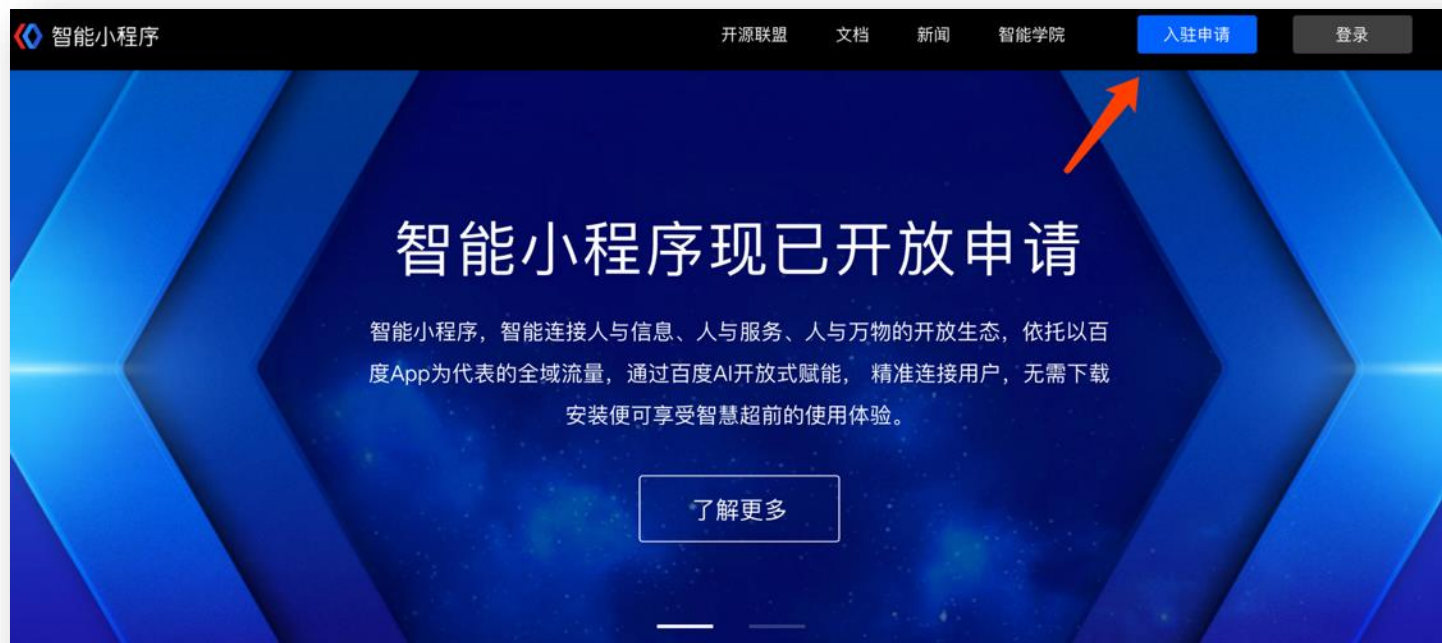 智能小程序
开源联盟 文档 新闻 智能学院 入驻申请 登录
智能小程序现已开放申请
智能小程序，智能连接人与信息、人与服务、人与万物的开放生态，依托以百
度App为代表的全域流量，通过百度AI开放式赋能， 精准连接用户，无需下载
安装便可享受智慧超前的使用体验。
了解更多